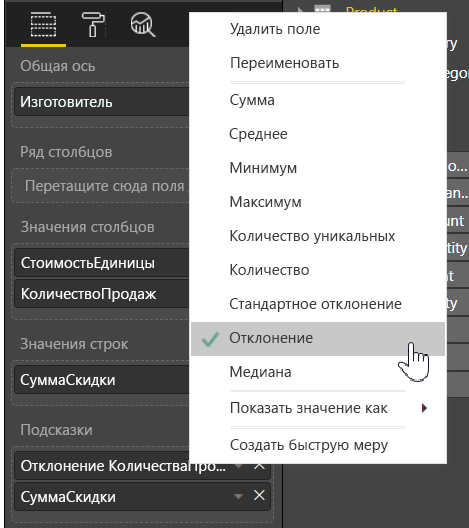 Общая ось
Изготовитель
Ряд столбцов
Перетащите сюда поля
Значения столбцов
СтоимостьЕдиницы
КоличествоПродаж
Значения строк
СуммаСкидки
Подсказки
Отклонение КоличестваПро...
СуммаСкидки
Удалить поле
Переименовать
Сумма
Среднее
Минимум
Максимум
Количество уникальных
Количество
Стандартное отклонение
Отклонение
Медиана
Показать значение как
Создать быструю меру
Product